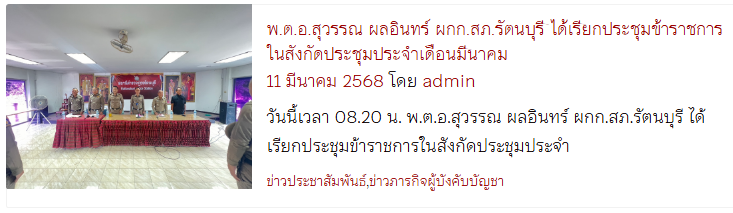 พ.ต.อ.สุวรรณ ผลอินทร์ ผกก.สภ.รัตนบุรี ได้เรียกประชุมข้าราชการ
ในสังกัดประชุมประจำเดือนมีนาคม
11 มีนาคม 2568 โดย admin
วันนี้เวลา 08.20 น. พ.ต.อ.สุวรรณ ผลอินทร์ ผกก.สภ.รัตนบุรี ได้
เรียกประชุมข้าราชการในสังกัดประชุมประจำ
ข่าวประชาสัมพันธ์,ข่าวภารกิจผู้บังคับบัญชา